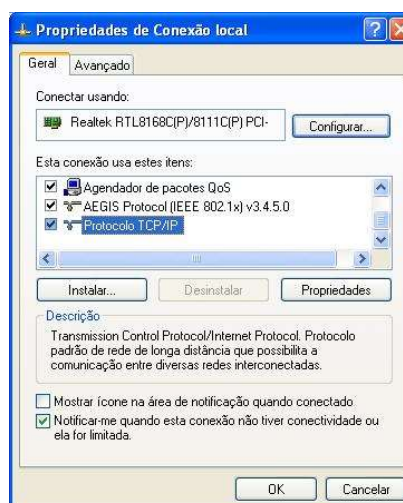 Propriedades de Conexão local
Geral
Avançado
Conectar usando:
Realtek RTL8168C(P)/8111C(P) PCI-
Configurar...
Esta conexão usa estes itens:
Agendador de pacotes QoS
AEGIS Protocol (IEEE 802.1x) v3.4.5.0
Protocolo TCP/IP
Instalar...
Desinstalar
Propriedades
Descrição
Transmission Control Protocol/Internet Protocol. Protocolo
padrão de rede de longa distância que possibilita a
comunicação entre diversas redes interconectadas.
Mostrar ícone na área de notificação quando conectado
Notificar-me quando esta conexão não tiver conectividade ou
ela for limitada.
OK
Cancelar